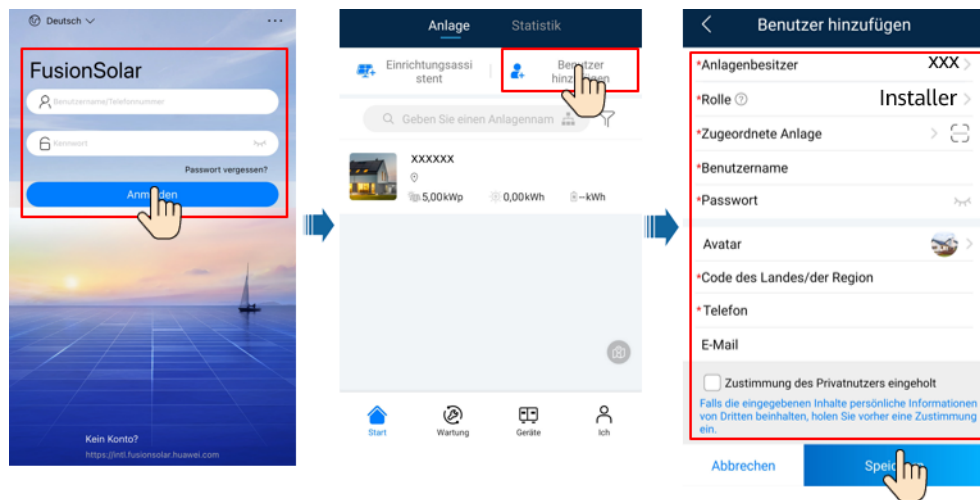 Deutsch
...
FusionSolar
Benutzername/Telefonnummer
Kennwort
Passwort vergessen?
Anmelden
Kein Konto?
https://intl.fusionsolar.huawei.com
Anlage Statistik
Einrichtungsassi
stent
Benutzer
hinzufügen
Geben Sie einen Anlagennam
xxxxxx
5,00kWp 0,00kWh --kWh
Start Wartung Geräte Ich
Benutzer hinzufügen
*Anlagenbesitzer XXX
*Rolle Installer
*Zugeordnete Anlage
*Benutzername
*Passwort
Avatar
*Code des Landes/der Region
*Telefon
E-Mail
Zustimmung des Privatnutzers eingeholt
Falls die eingegebenen Inhalte persönliche Informationen
von Dritten beinhalten, holen Sie vorher eine Zustimmung
ein.
Abbrechen Speichern